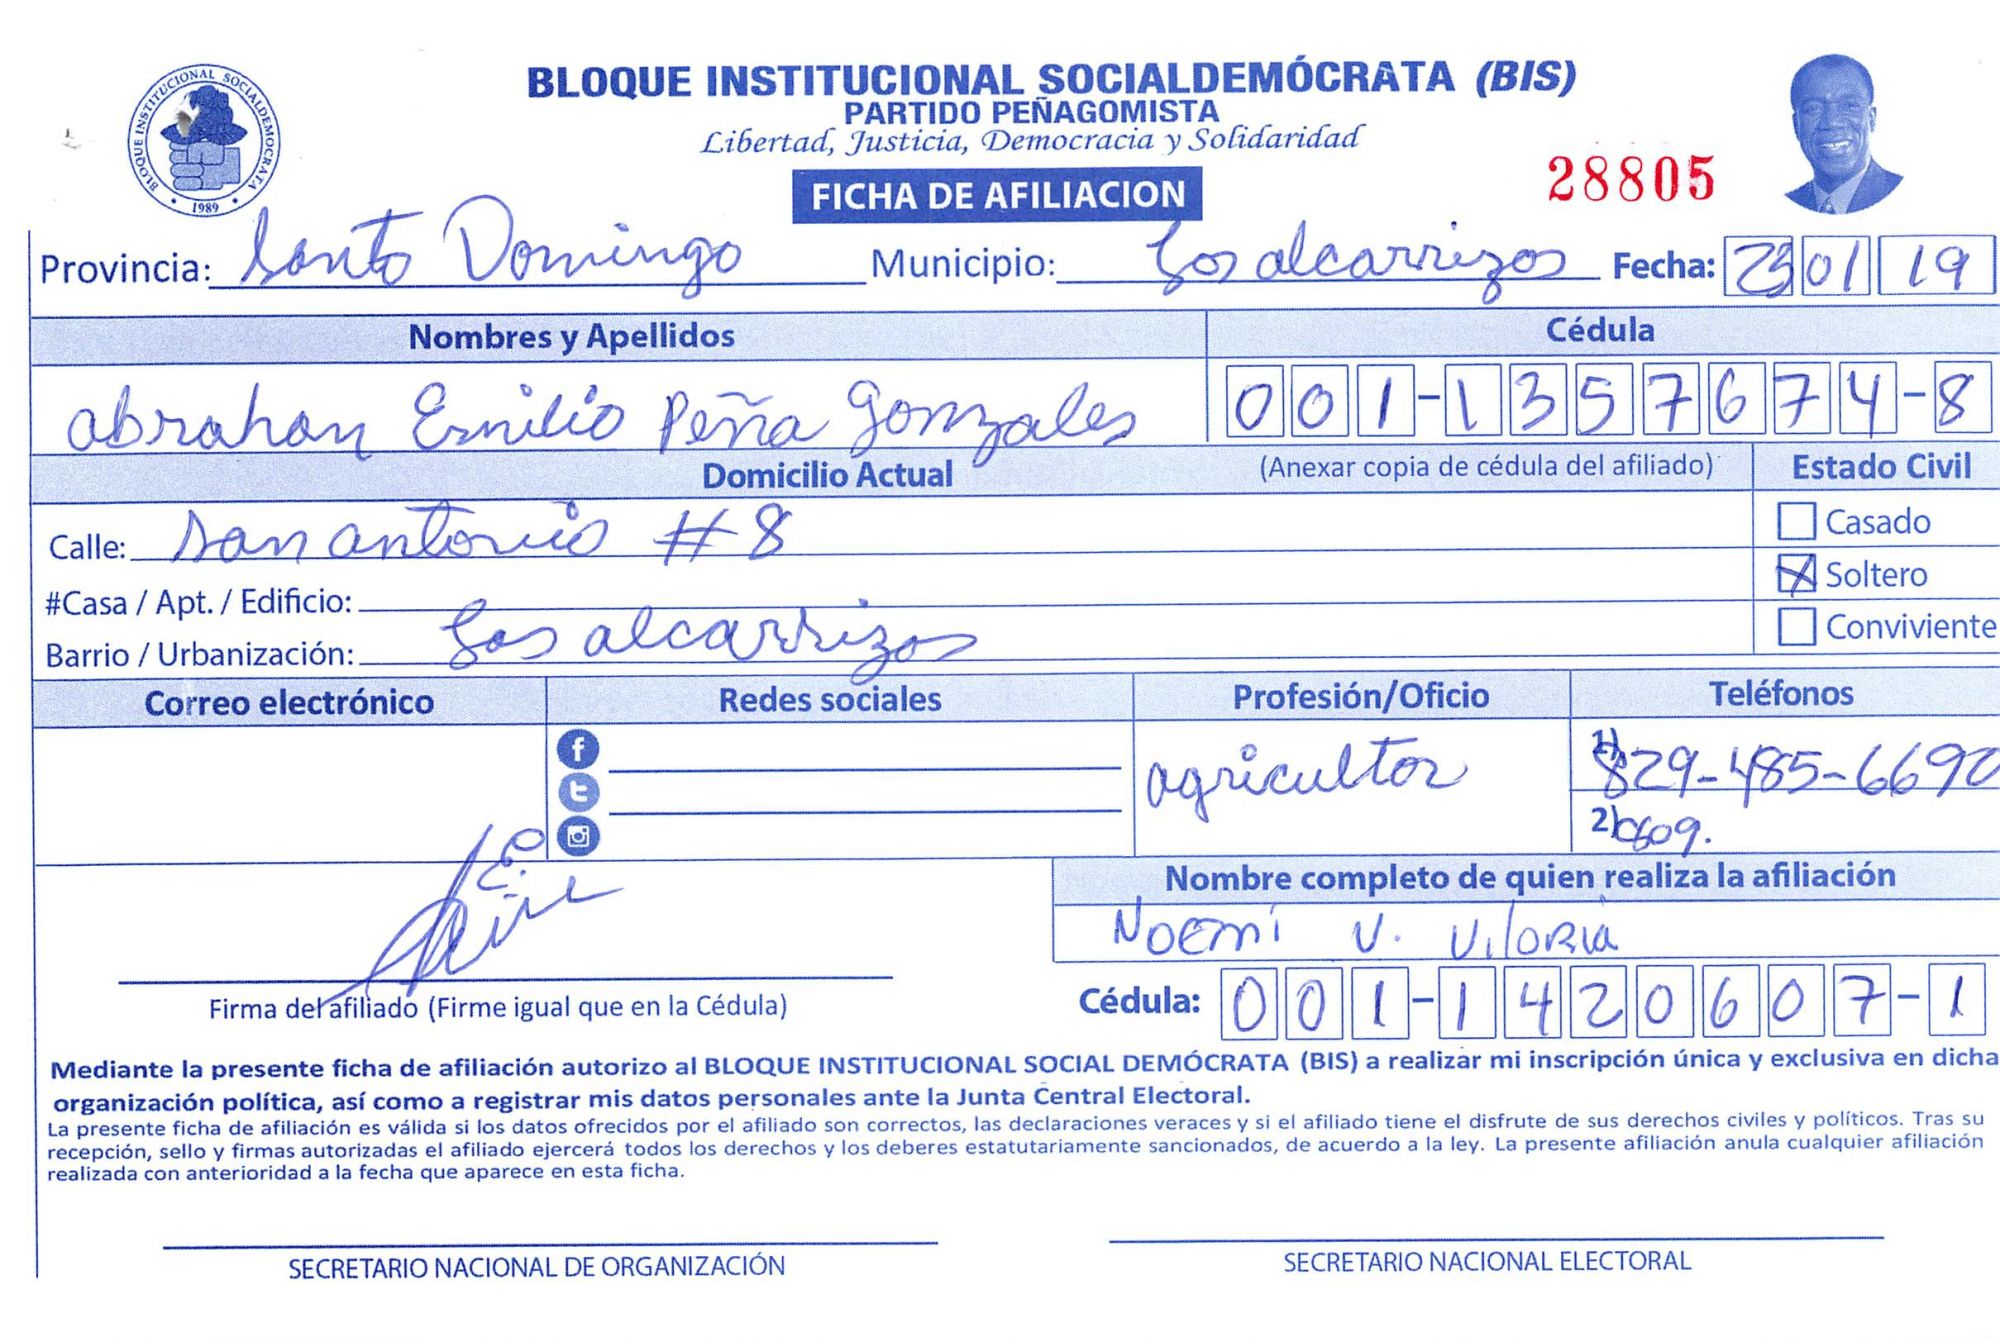 BLOQUE INSTITUCIONAL SOCIALDEMOCRATA
1989
BLOQUE INSTITUCIONAL SOCIALDEMÓCRATA (BIS)
PARTIDO PEÑAGOMISTA
Libertad, Justicia, Democracia y Solidaridad
FICHA DE AFILIACION
28805
Provincia: Santo Domingo Municipio: Los alcarrizos Fecha: 23 01 19
Nombres y Apellidos Cédula
abrahan Emilio Peña Gonzales 001-1357674-8
Domicilio Actual (Anexar copia de cédula del afiliado) Estado Civil
Calle: San antonio #8 Casado
#Casa / Apt. / Edificio: Soltero
Barrio / Urbanización: Los alcarrizos Conviviente
Correo electrónico Redes sociales Profesión/Oficio Teléfonos
agricultor 1) 829-485-6690
2) 809.
Nombre completo de quien realiza la afiliación
Noemi V. Viloria
Firma del afiliado (Firme igual que en la Cédula) Cédula: 001-1420607-1
Mediante la presente ficha de afiliación autorizo al BLOQUE INSTITUCIONAL SOCIAL DEMÓCRATA (BIS) a realizar mi inscripción única y exclusiva en dicha
organización política, así como a registrar mis datos personales ante la Junta Central Electoral.
La presente ficha de afiliación es válida si los datos ofrecidos por el afiliado son correctos, las declaraciones veraces y si el afiliado tiene el disfrute de sus derechos civiles y políticos. Tras su
recepción, sello y firmas autorizadas el afiliado ejercerá todos los derechos y los deberes estatutariamente sancionados, de acuerdo a la ley. La presente afiliación anula cualquier afiliación
realizada con anterioridad a la fecha que aparece en esta ficha.
SECRETARIO NACIONAL DE ORGANIZACIÓN SECRETARIO NACIONAL ELECTORAL